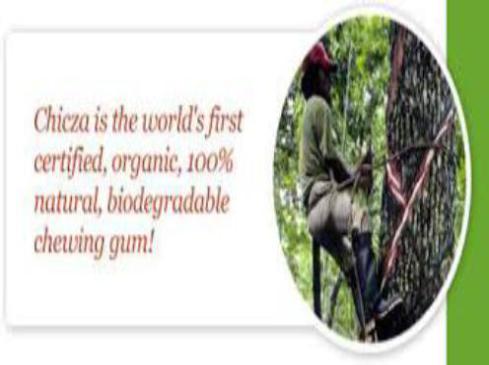 Chicza is the world's first
certified, organic, 100%
natural, biodegradable
chewing gum!